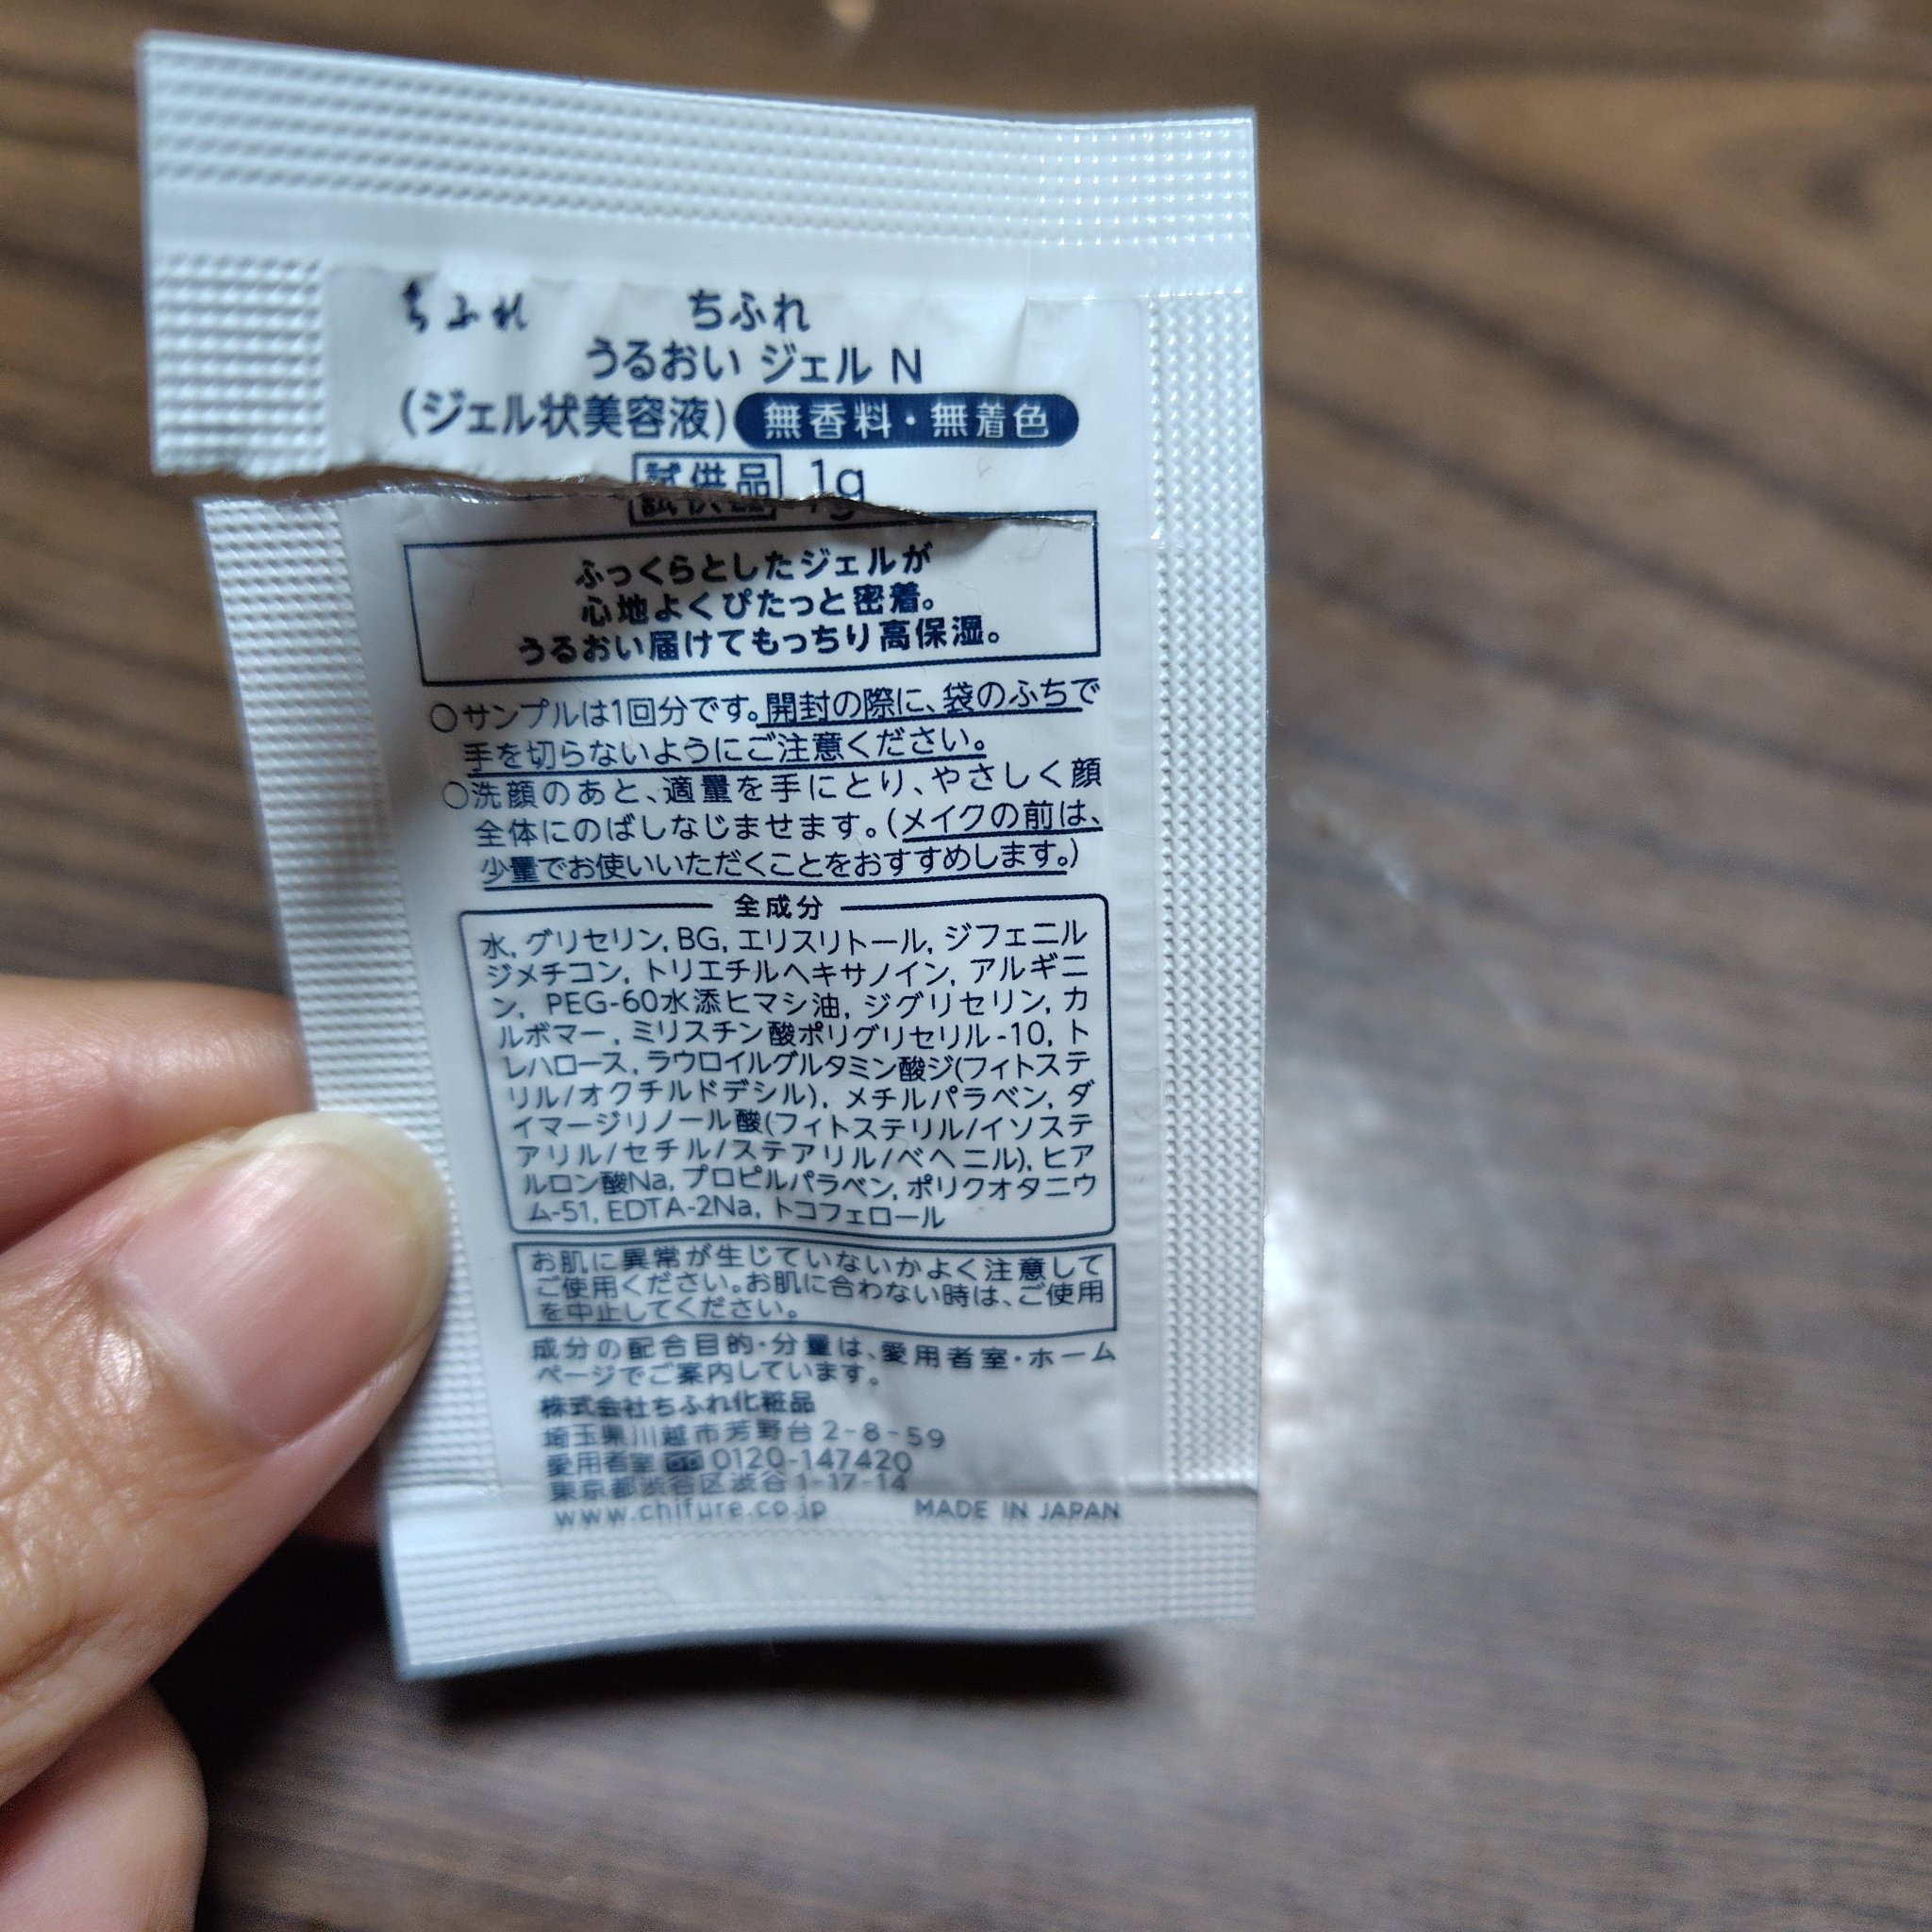 ちふれ ちふれ
うるおい ジェル N
(ジェル状美容液) 無香料・無着色
試供品 1g
ふっくらとしたジェルが
心地よくぴたっと密着。
うるおい届けてもっちり高保湿。
○サンプルは1回分です。開封の際に、袋のふちで
手を切らないようにご注意ください。
○洗顔のあと、適量を手にとり、やさしく顔
全体にのばしなじませます。(メイクの前は、
少量でお使いいただくことをおすすめします。)
全成分
水, グリセリン, BG, エリスリトール, ジフェニル
ジメチコン, トリエチルヘキサノイン, アルギニ
ン, PEG-60水添ヒマシ油, ジグリセリン, カ
ルボマー, ミリスチン酸ポリグリセリル-10, ト
レハロース, ラウロイルグルタミン酸ジ(フィトステ
リル/オクチルドデシル), メチルパラベン, ダ
イマージリノール酸(フィトステリル/イソステ
アリル/セチル/ステアリル/ベヘニル), ヒア
ルロン酸Na, プロピルパラベン, ポリクオタニウ
ム-51, EDTA-2Na, トコフェロール
お肌に異常が生じていないかよく注意して
ご使用ください。お肌に合わない時は、ご使用
を中止してください。
成分の配合目的・分量は、愛用者室・ホーム
ページでご案内しています。
株式会社ちふれ化粧品
埼玉県川越市芳野台 2-8-59
愛用者室 0120-147420
東京都渋谷区渋谷 1-17-14
www.chifure.co.jp MADE IN JAPAN